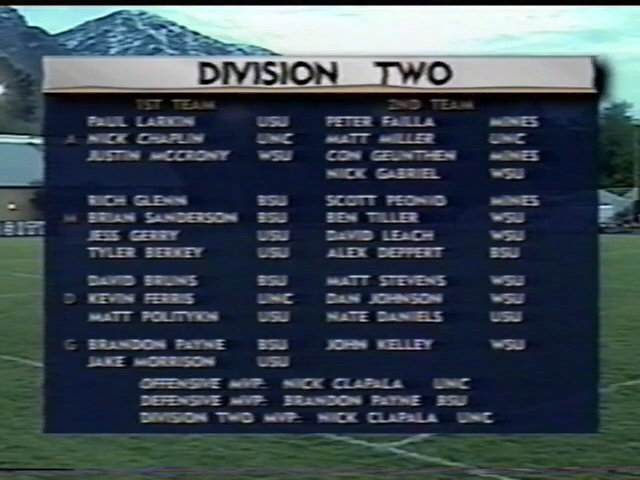 DIVISION TWO
1ST TEAM 2ND TEAM
PAUL LARKIN USU PETER FAILLA MINES
A NICK CHAPLIN UNC MATT MILLER UNC
JUSTIN MCCRONY WSU CON GEUNTHEN MINES
NICK GABRIEL WSU
RICH GLENN BSU SCOTT PEONIO MINES
M BRIAN SANDERSON BSU BEN TILLER WSU
JESS GERRY USU DAVID LEACH WSU
TYLER BERKEY USU ALEX DEPPERT BSU
DAVID BRUNS BSU MATT STEVENS WSU
D KEVIN FERRIS UNC DAN JOHNSON WSU
MATT POLITYKN USU NATE DANIELS USU
G BRANDON PAYNE BSU JOHN KELLEY WSU
JAKE MORRISON USU
OFFENSIVE MVP: NICK CLAPALA UNC
DEFENSIVE MVP: BRANDON PAYNE BSU
DIVISION TWO MVP: NICK CLAPALA UNC